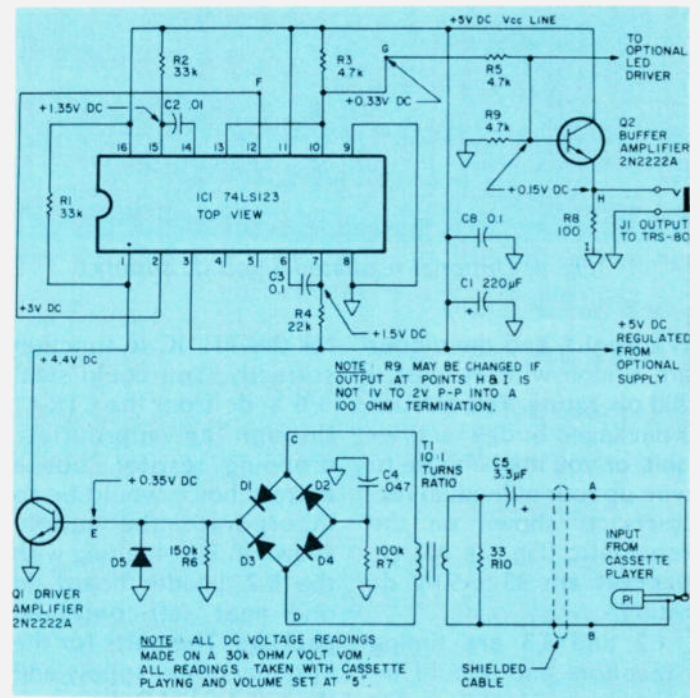 +5V DC Vcc LINE
R2
33k
F
R3
4.7k
G
TO
OPTIONAL
LED
DRIVER
R5
4.7k
+1.35V DC
C2 .01
+0.33V DC
R9
4.7k
Q2
BUFFER
AMPLIFIER
2N2222A
16 15 14 13 12 11 10 9
R1
33k
IC1 74LS123
TOP VIEW
+0.15V DC
H
R8
100
I
J1 OUTPUT
TO TRS-80
C8 0.1
1 2 3 4 5 6 7 8
C3
0.1
R4
22k
C1 220µF
+
+3V DC
+1.5V DC
+4.4V DC
+5V DC
REGULATED
FROM
OPTIONAL
SUPPLY
NOTE: R9 MAY BE CHANGED IF
OUTPUT AT POINTS H & I IS
NOT 1V TO 2V P-P INTO A
100 OHM TERMINATION.
C
T1
10:1
TURNS
RATIO
C5
3.3µF
+
A
D1
D2
C4
.047
+0.35V DC
E
INPUT
FROM
CASSETTE
PLAYER
D5
150k
R6
D3
D4
100k
R7
33
R10
P1
Q1 DRIVER
AMPLIFIER
2N2222A
D
B
NOTE: ALL DC VOLTAGE READINGS
MADE ON A 30k OHM/VOLT VOM.
ALL READINGS TAKEN WITH CASSETTE
PLAYING AND VOLUME SET AT "5".
SHIELDED
CABLE